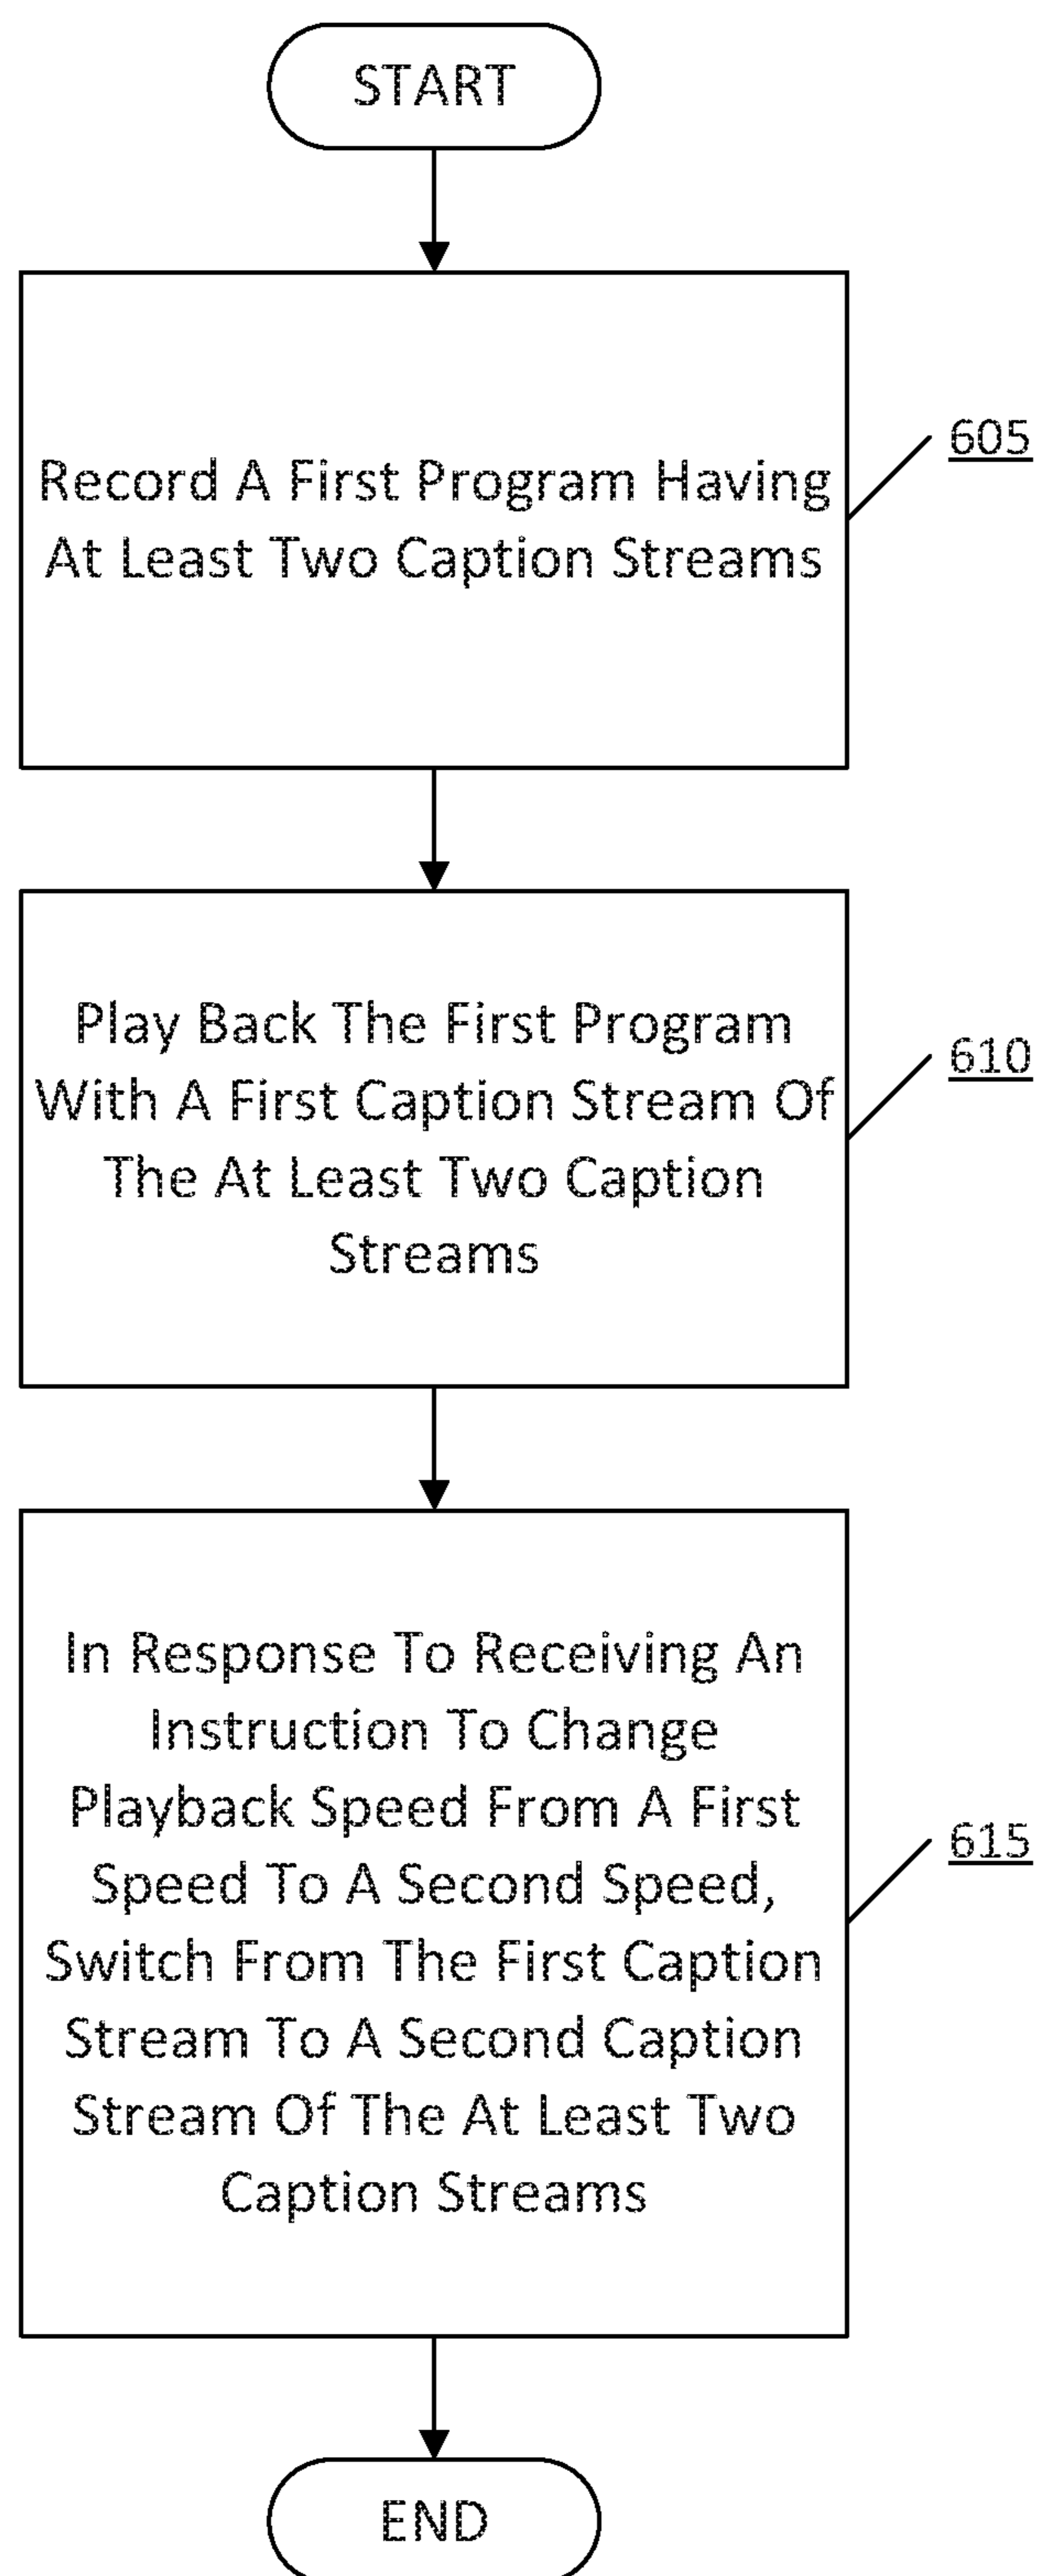 START
Record A First Program Having
At Least Two Caption Streams
605
Play Back The First Program
With A First Caption Stream Of
The At Least Two Caption
Streams
610
In Response To Receiving An
Instruction To Change
Playback Speed From A First
Speed To A Second Speed,
Switch From The First Caption
Stream To A Second Caption
Stream Of The At Least Two
Caption Streams
615
END